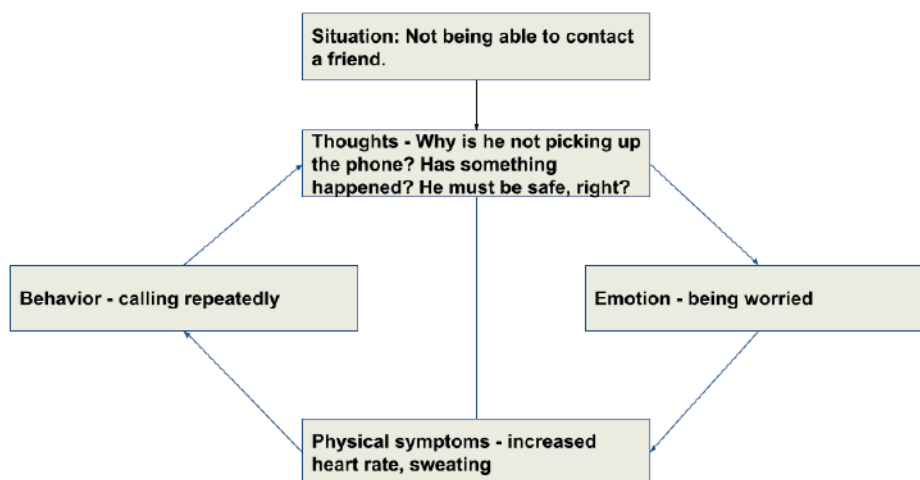 Situation: Not being able to contact
a friend.
Thoughts - Why is he not picking up
the phone? Has something
happened? He must be safe, right?
Behavior - calling repeatedly
Emotion - being worried
Physical symptoms - increased
heart rate, sweating